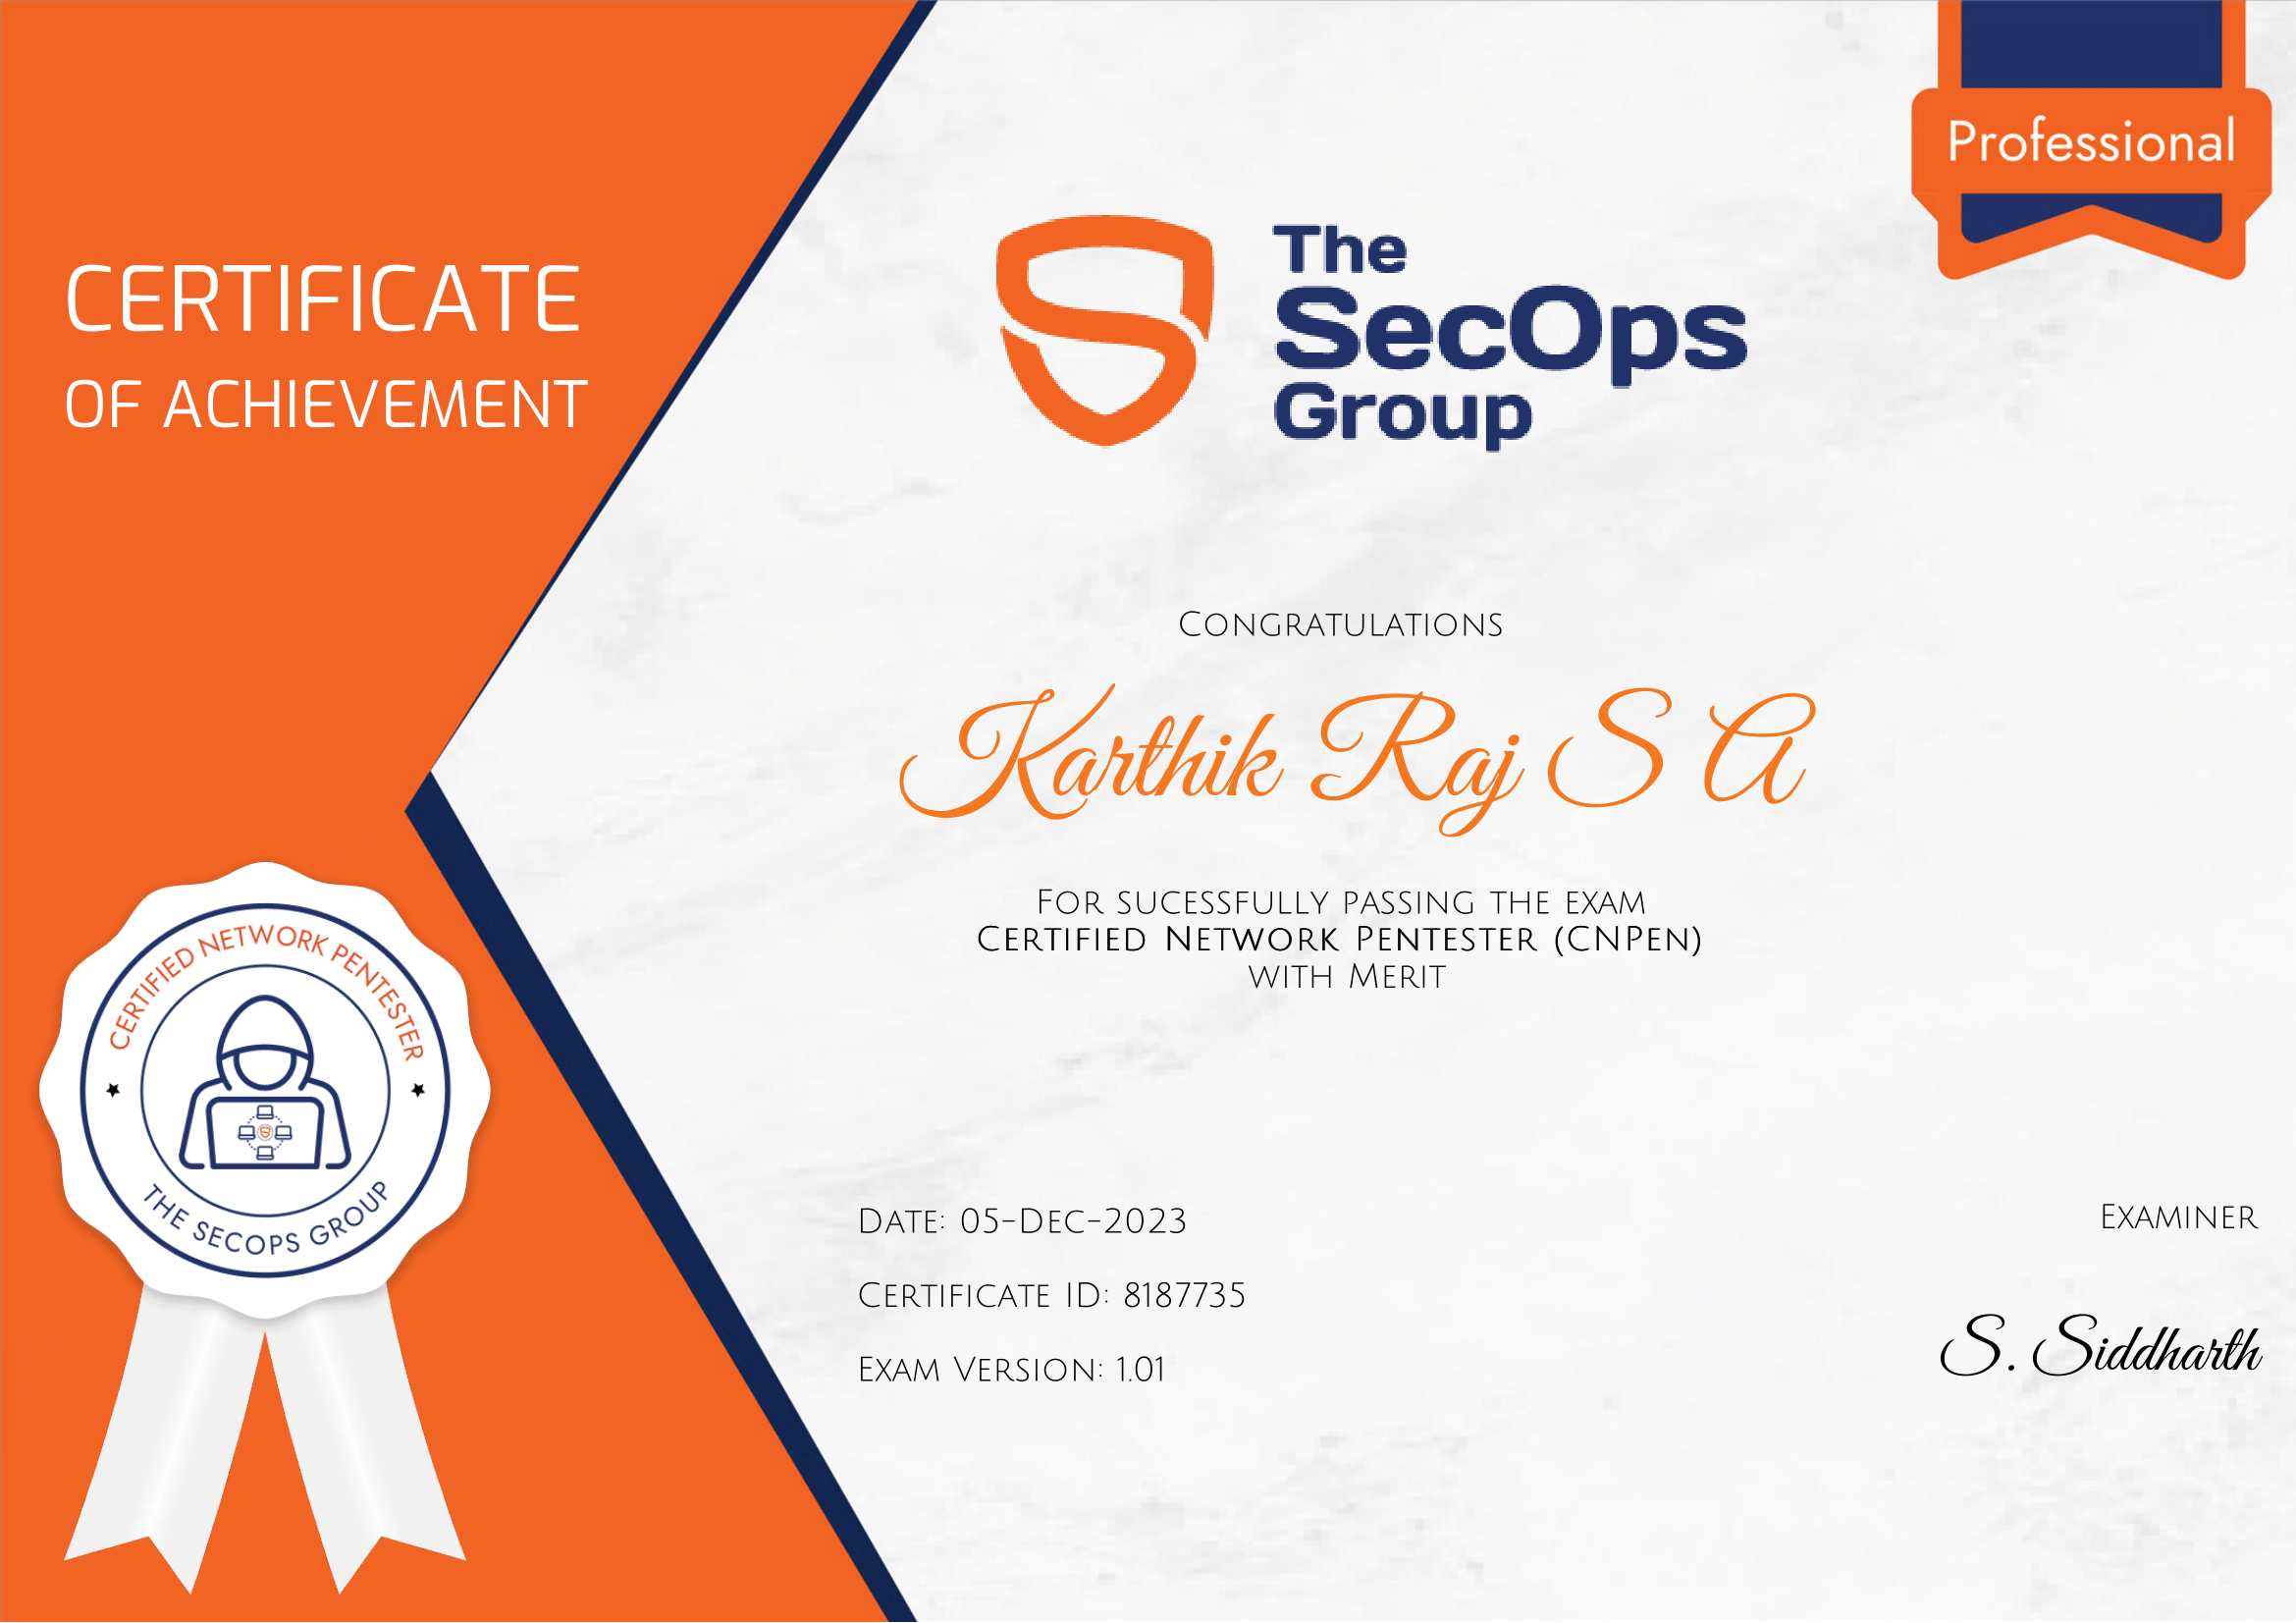 Professional
CERTIFICATE
OF ACHIEVEMENT
The
SecOps
Group
Congratulations
Karthik Raj S A
For sucessfully passing the exam
Certified Network Pentester (CNPen)
with Merit
CERTIFIED NETWORK PENTESTER
THE SECOPS GROUP
Date: 05-Dec-2023
Certificate ID: 8187735
Exam Version: 1.01
Examiner
S. Siddharth